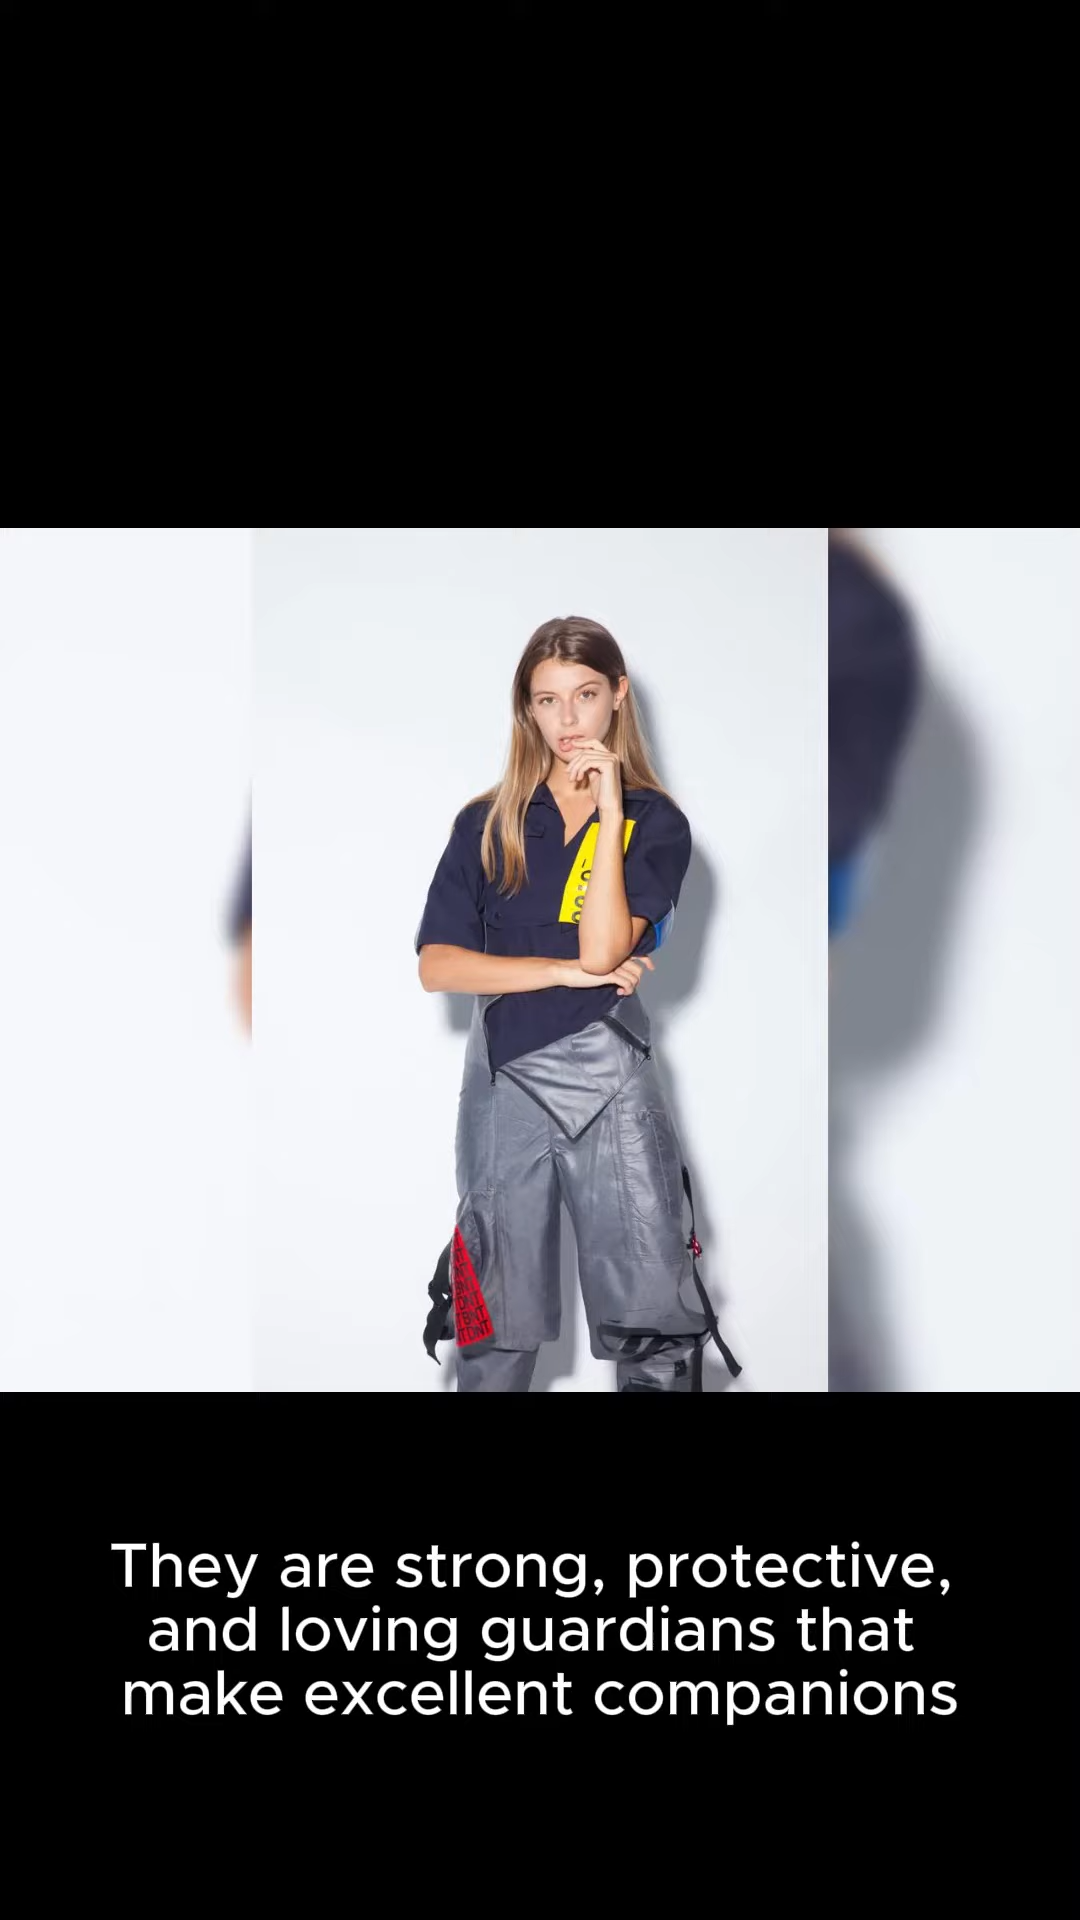 They are strong, protective,
and loving guardians that
make excellent companions